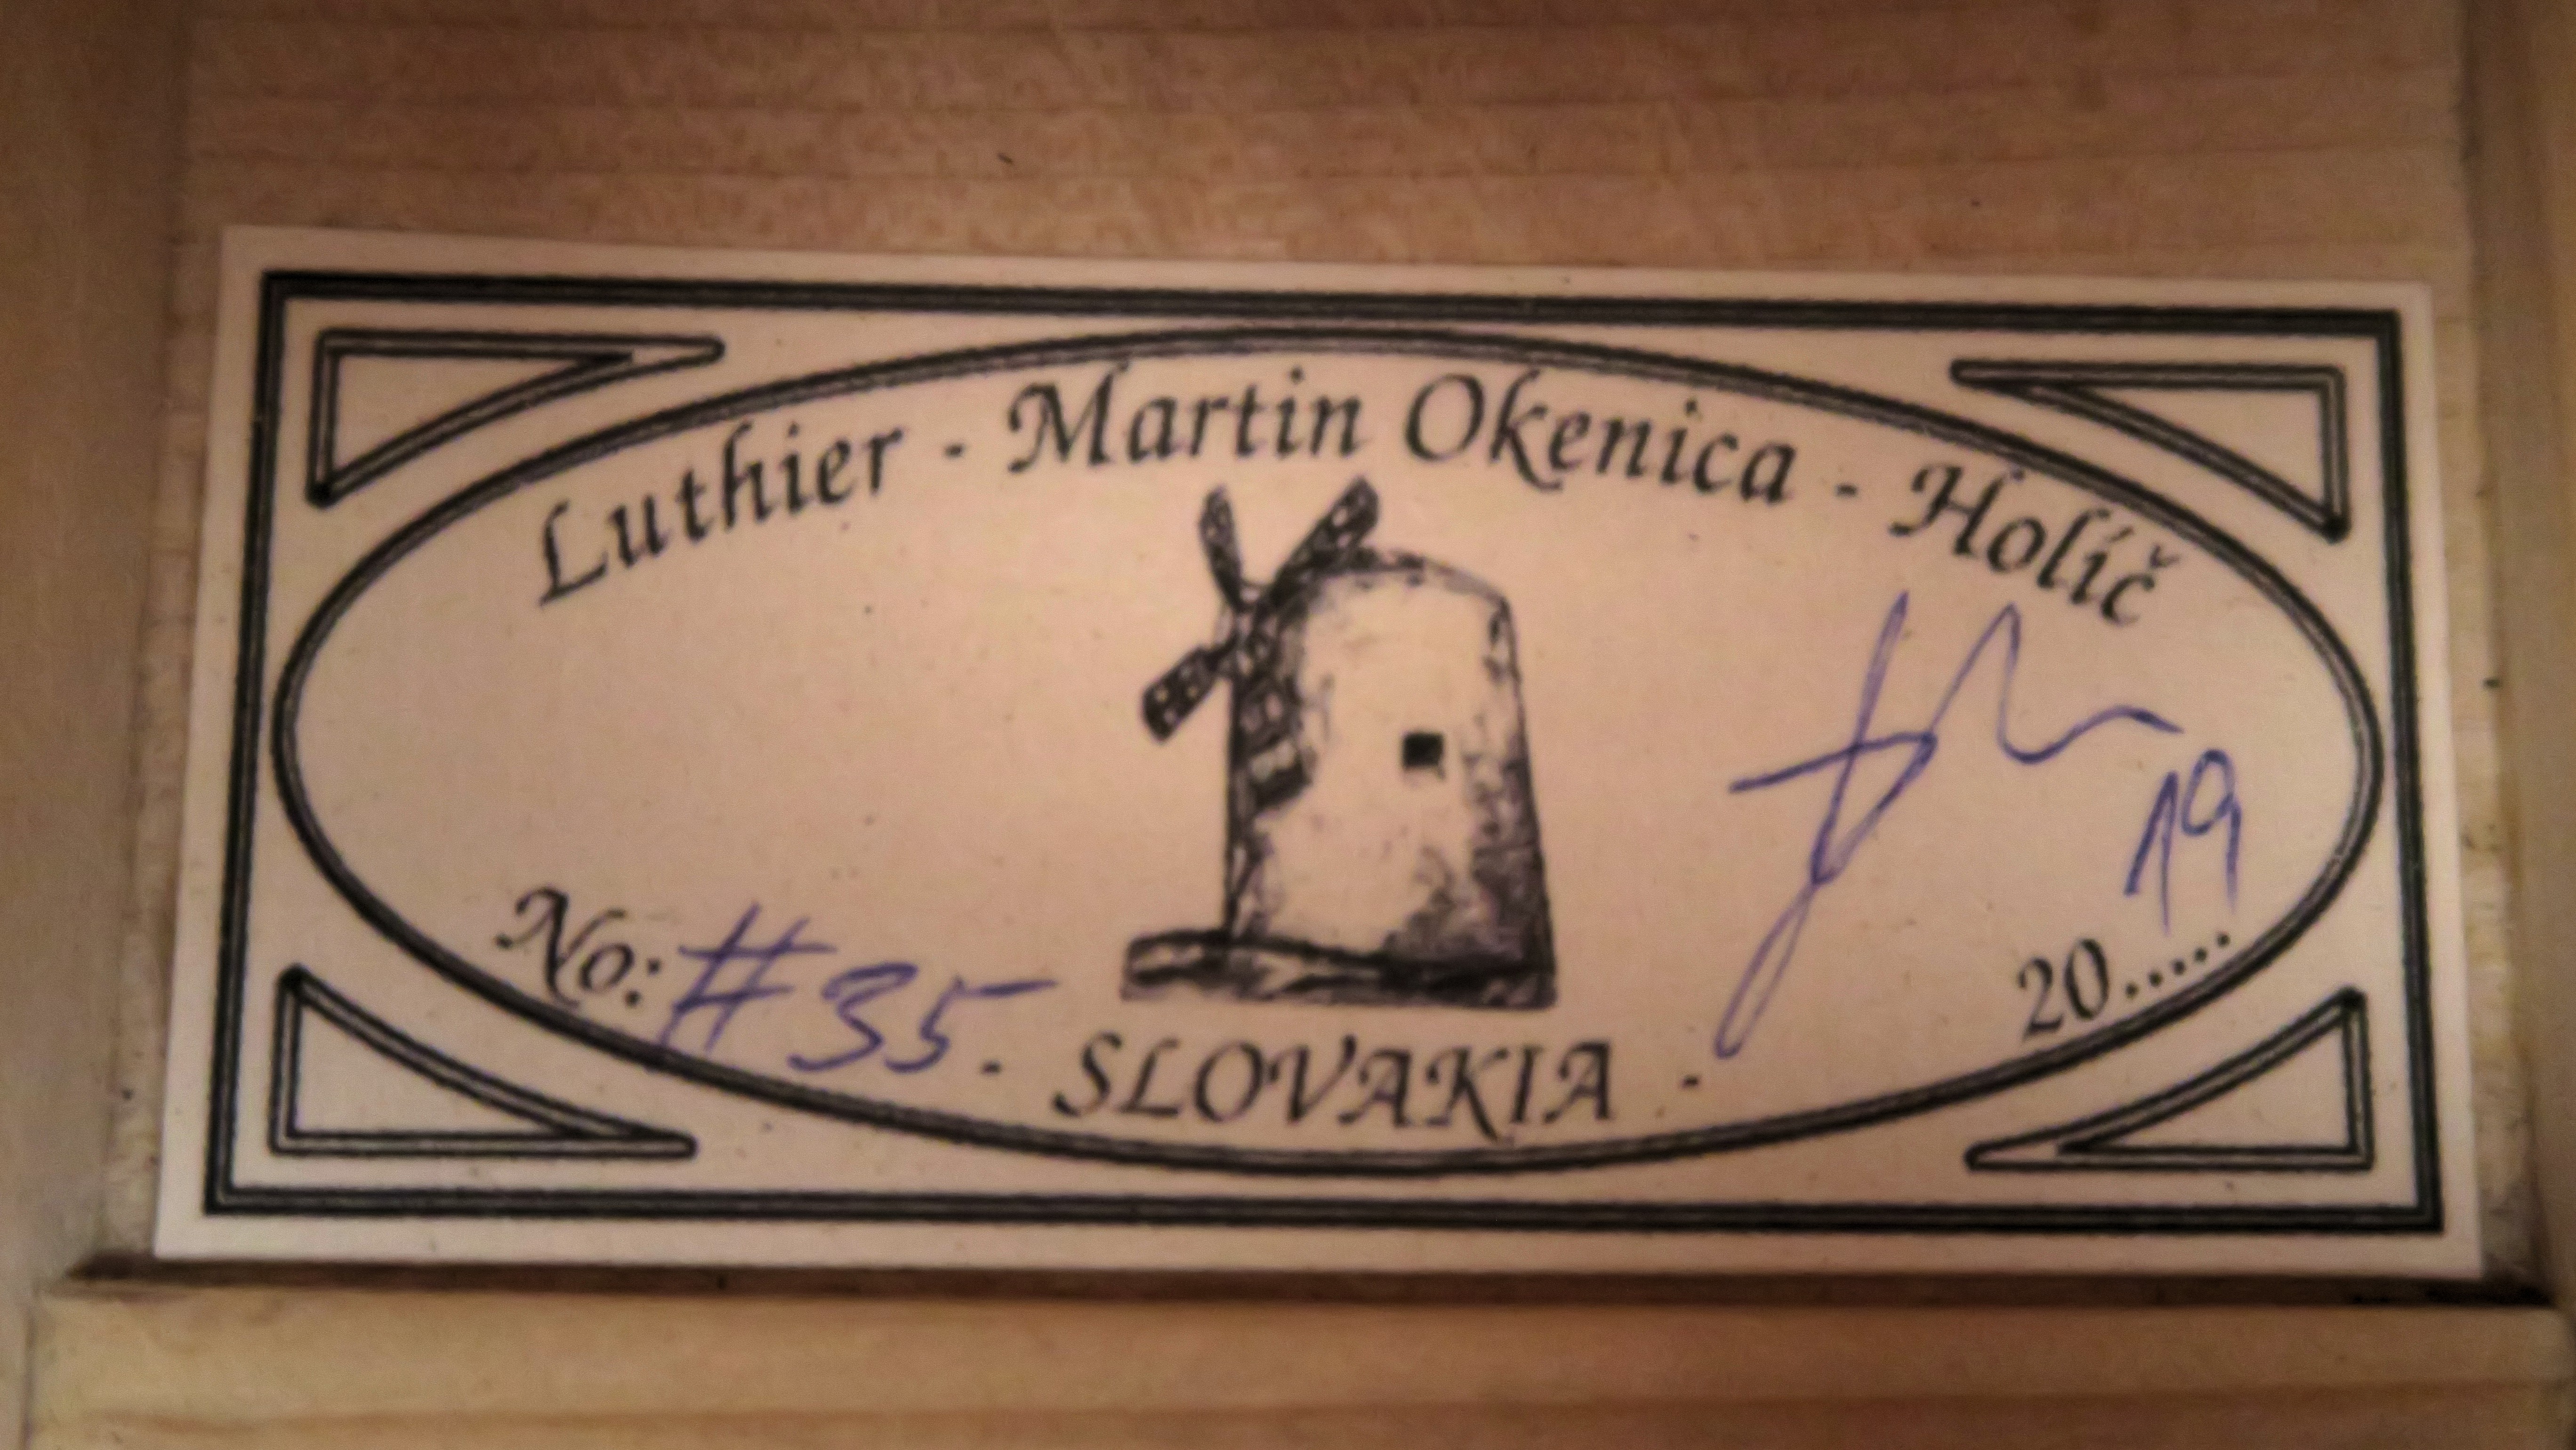 Luthier - Martin Okenica - Holíč
19
No: #35
20.....
- SLOVAKIA -